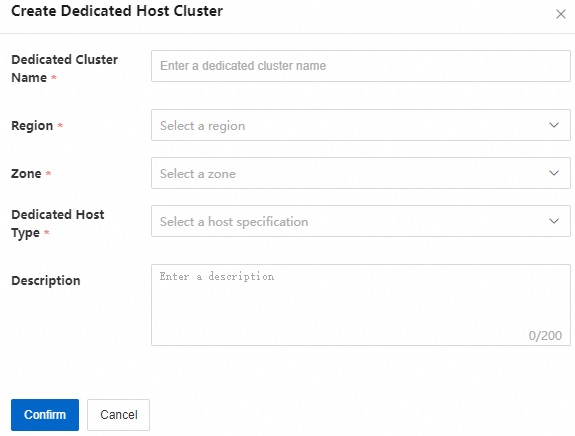 Create Dedicated Host Cluster
Dedicated Cluster
Name *
Enter a dedicated cluster name
Region *
Select a region
Zone *
Select a zone
Dedicated Host
Type *
Select a host specification
Description
Enter a description
0/200
Confirm
Cancel